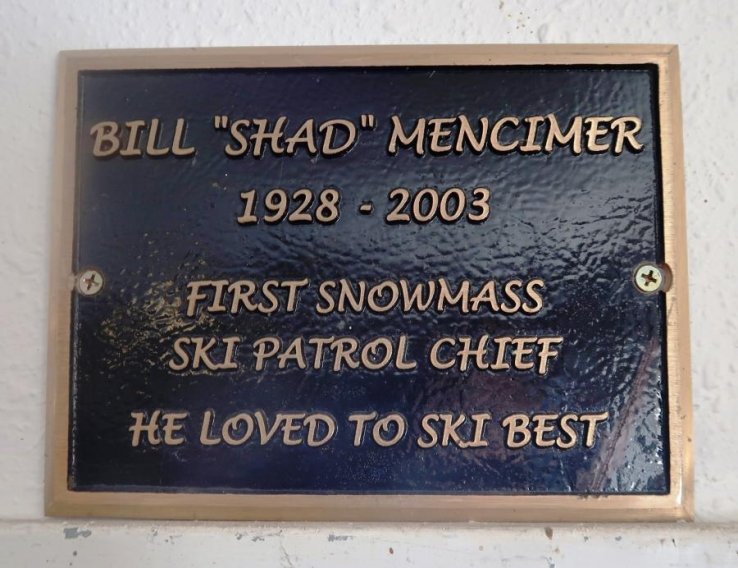 BILL "SHAD" MENCIMER
1928 - 2003
FIRST SNOWMASS
SKI PATROL CHIEF
HE LOVED TO SKI BEST